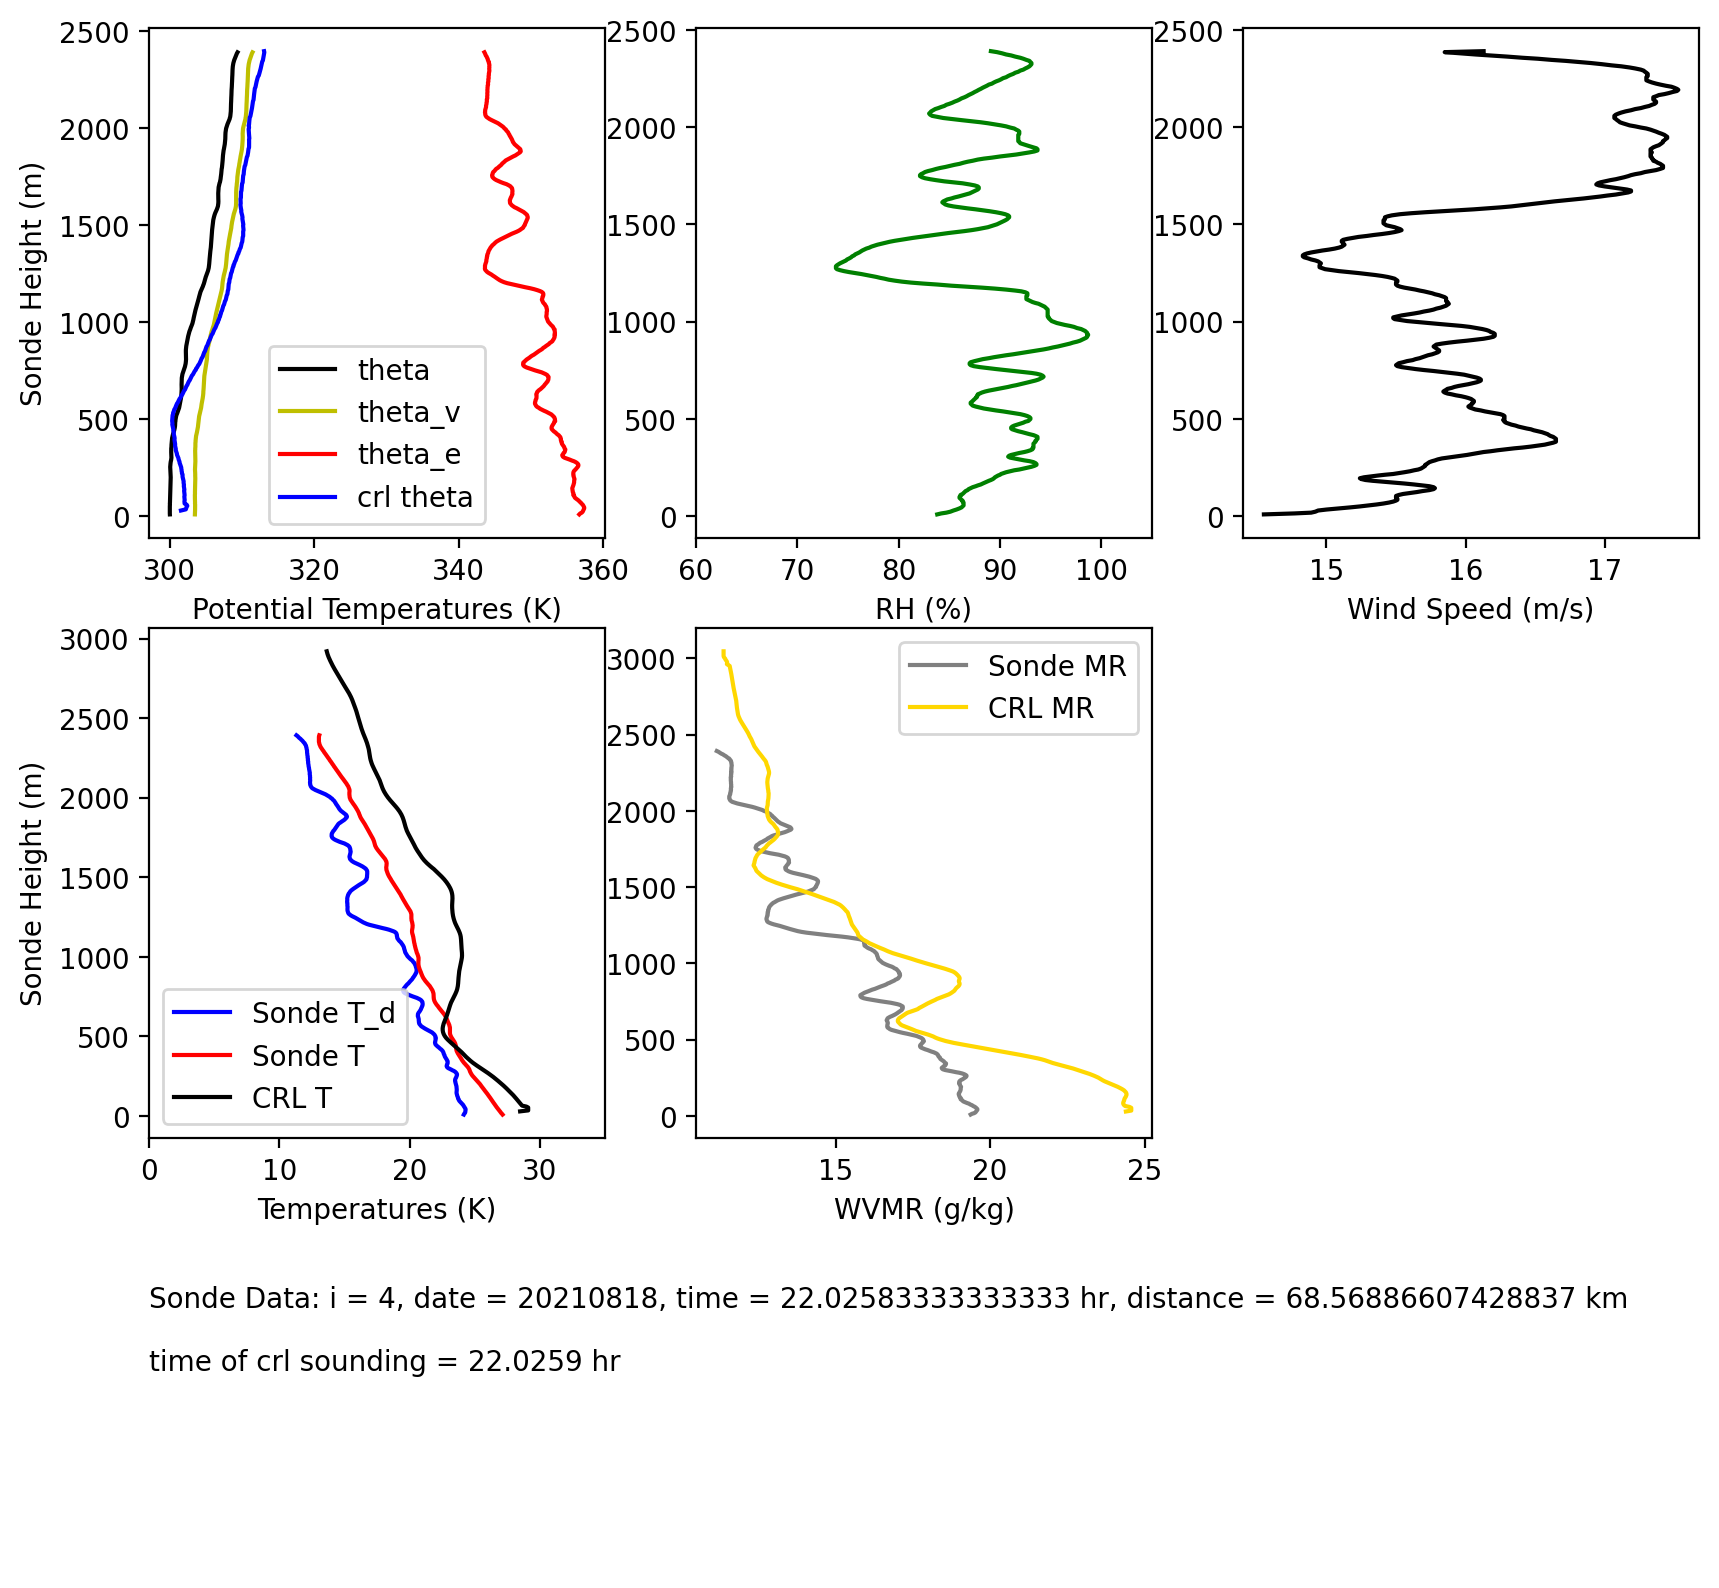 2500
2000
1500
1000
500
0
Sonde Height (m)
300 320 340 360
Potential Temperatures (K)
theta
theta_v
theta_e
crl theta
2500
2000
1500
1000
500
0
60 70 80 90 100
RH (%)
2500
2000
1500
1000
500
0
15 16 17
Wind Speed (m/s)
3000
2500
2000
1500
1000
500
0
Sonde Height (m)
0 10 20 30
Temperatures (K)
Sonde T_d
Sonde T
CRL T
3000
2500
2000
1500
1000
500
0
15 20 25
WVMR (g/kg)
Sonde MR
CRL MR
Sonde Data: i = 4, date = 20210818, time = 22.02583333333333 hr, distance = 68.56886607428837 km
time of crl sounding = 22.0259 hr